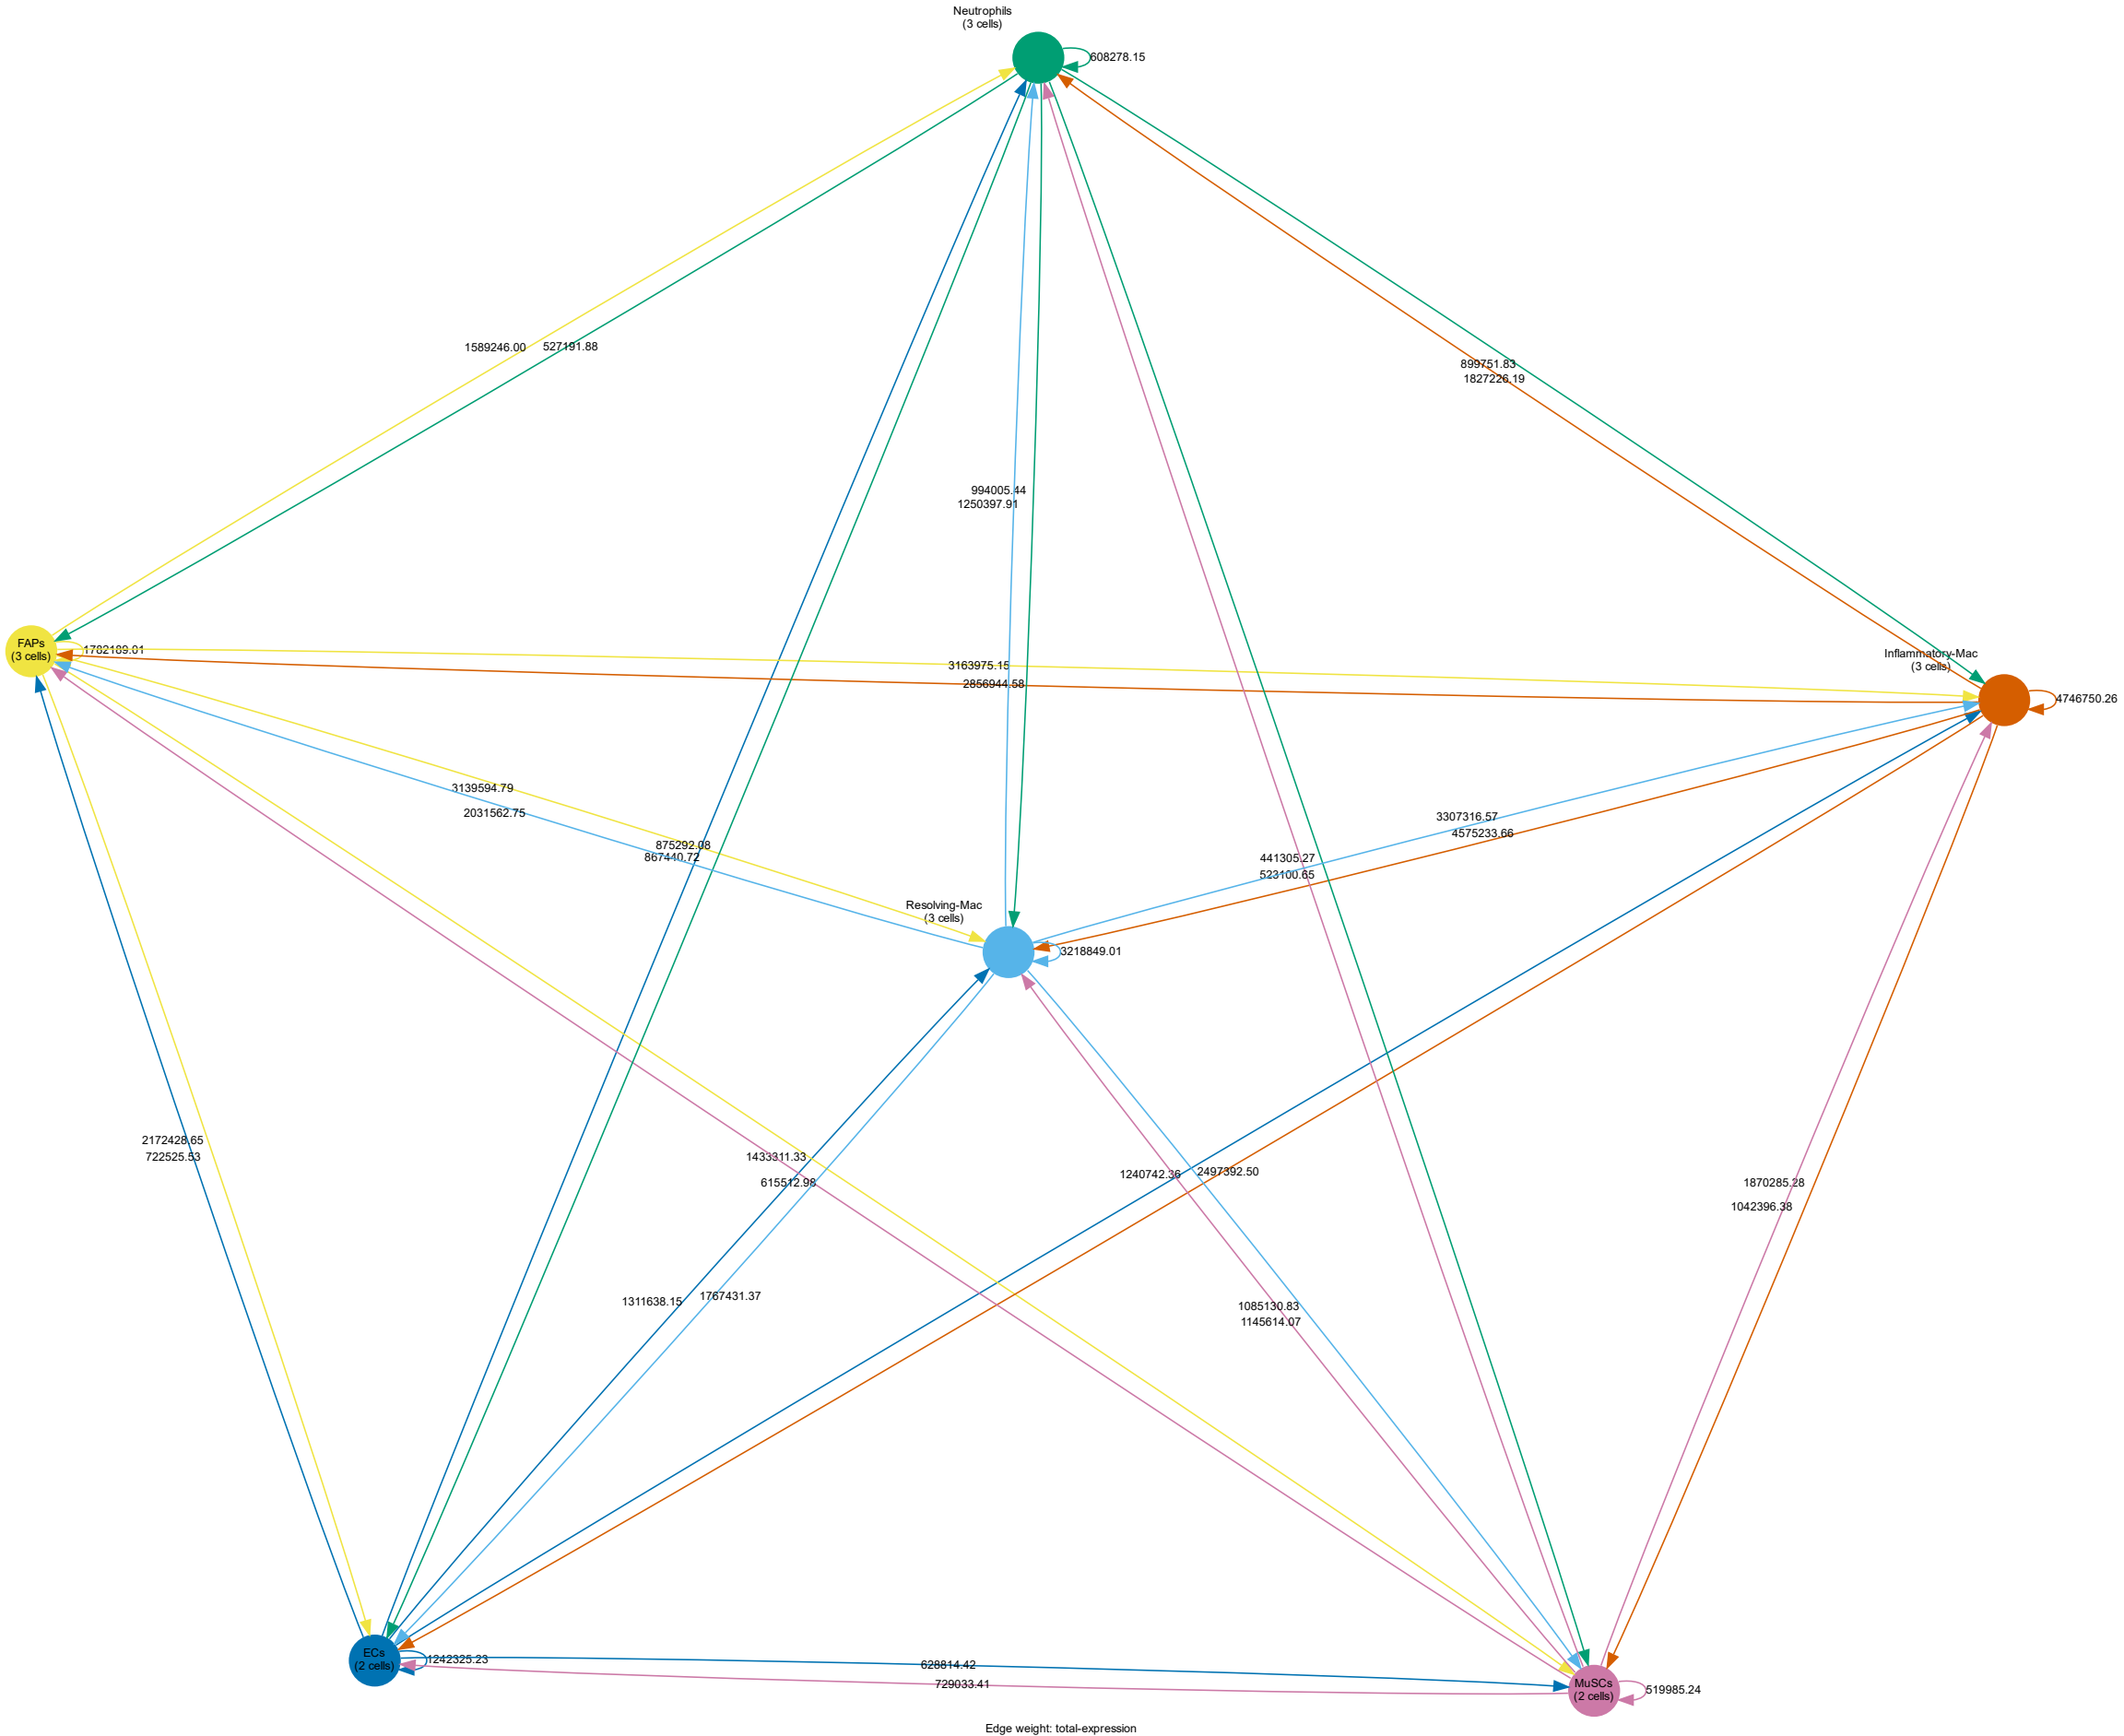 Neutrophils
(3 cells)
608278.15
1589246.00
527191.88
899751.83
1827226.19
994005.44
1250397.91
FAPs
(3 cells)
1782189.01
Inflammatory-Mac
(3 cells)
3163975.15
2856944.58
4746750.26
3139594.79
2031562.75
875292.08
867440.72
3307316.57
4575233.66
441305.27
523100.65
Resolving-Mac
(3 cells)
3218849.01
2172428.65
722525.53
1433311.33
615512.98
1240742.36
2497392.50
1870285.28
1042396.38
1311638.15
1767431.37
1085130.83
1145614.07
ECs
(2 cells)
1242325.23
628814.42
729033.41
MuSCs
(2 cells)
519985.24
Edge weight: total-expression